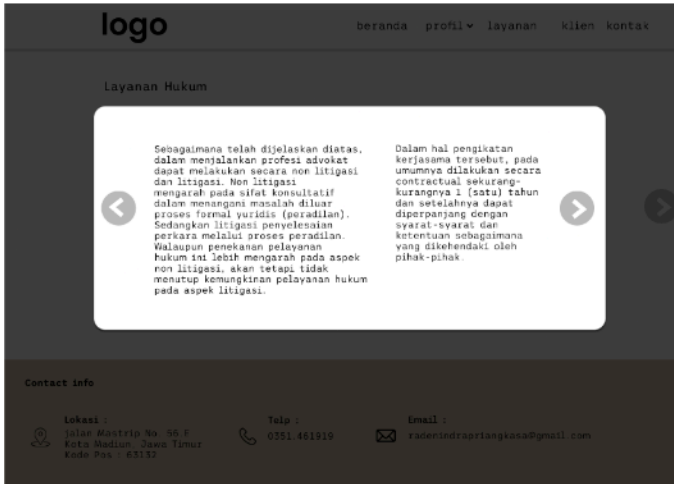 logo
beranda profil layanan klien kontak
Layanan Hukum
Sebagaimana telah dijelaskan diatas,
dalam menjalankan profesi advokat
dapat melakukan secara non litigasi
dan litigasi. Non litigasi
mengarah pada sifat konsultatif
dalam menangani masalah diluar
proses formal yuridis (peradilan).
Sedangkan litigasi penyelesaian
perkara melalui proses peradilan.
Walaupun penekanan pelayanan
hukum ini lebih mengarah pada aspek
non litigasi, akan tetapi tidak
menutup kemungkinan pelayanan hukum
pada aspek litigasi.
Dalam hal pengikatan
kerjasama tersebut, pada
umumnya dilakukan secara
contractual sekurang-
kurangnya 1 (satu) tahun
dan setelahnya dapat
diperpanjang dengan
syarat-syarat dan
ketentuan sebagaimana
yang dikehendaki oleh
pihak-pihak.
Contact info
Lokasi :
jalan Mastrip No.
Kota Madiun, Jawa Timur
Kode Pos : 63132
Telp :
0351.461919
Email :
radenindrapriangkasa@gmail.com